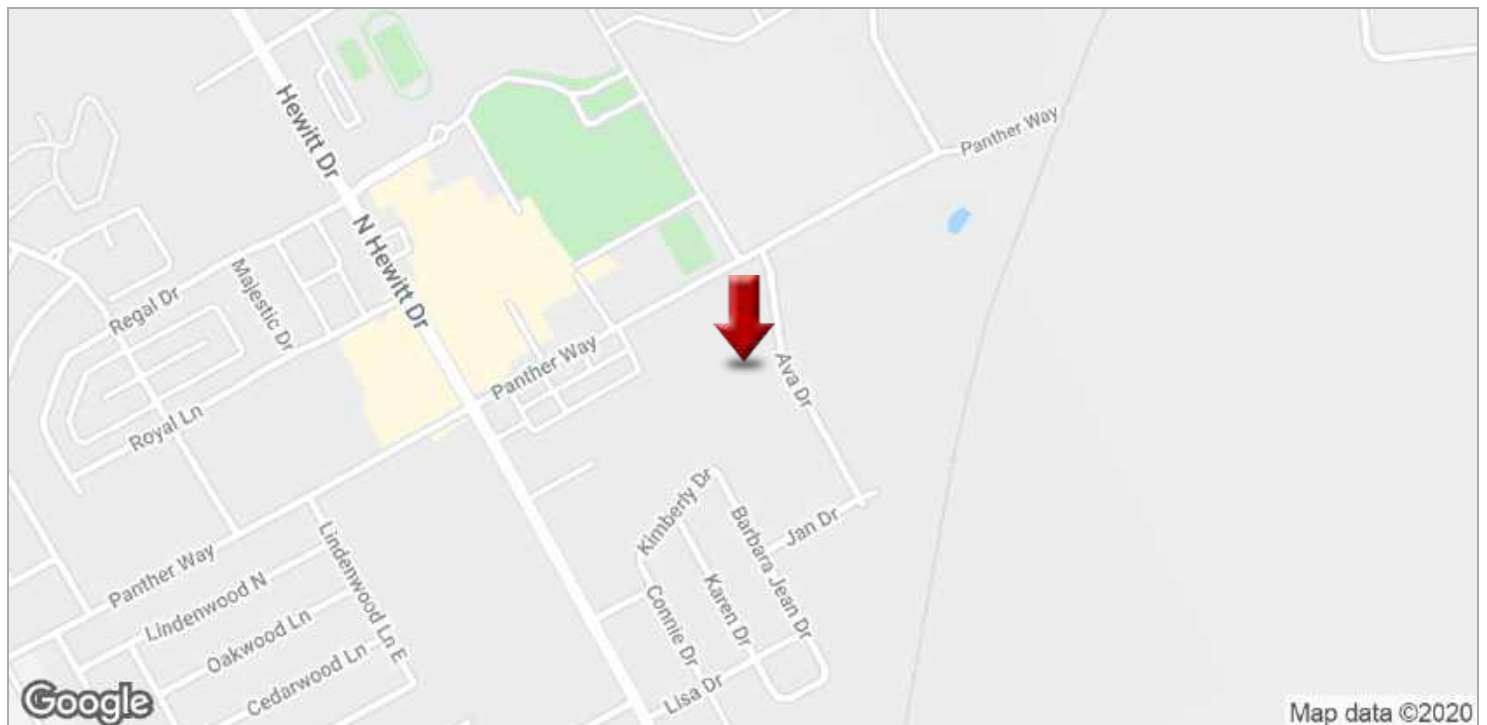 Hewitt Dr
Panther Way
N Hewitt Dr
Majestic Dr
Regal Dr
Panther Way
Ava Dr
Royal Ln
Kimberly Dr
Barbara Jean Dr
Jan Dr
Panther Way
Lindenwood N
Lindenwood Ln E
Karen Dr
Connie Dr
Oakwood Ln
Cedarwood Ln
Lisa Dr
Google
Map data ©2020